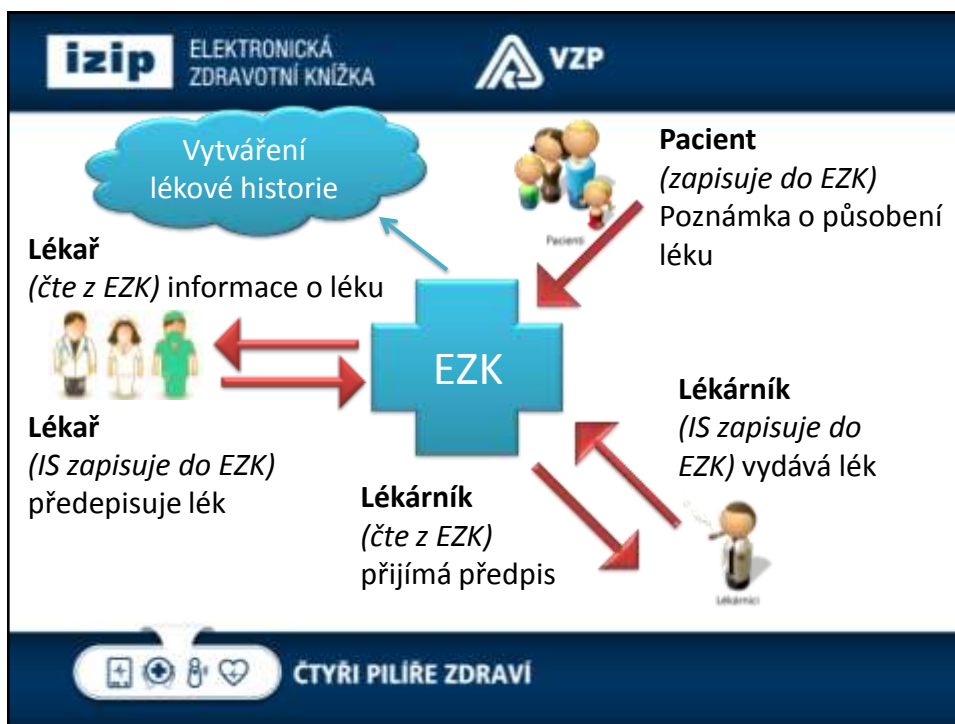 izip
ELEKTRONICKÁ
ZDRAVOTNÍ KNÍŽKA
VZP
Vytváření
lékové historie
Pacienti
Pacient
(zapisuje do EZK)
Poznámka o působení
léku
Lékař
(čte z EZK) informace o léku
EZK
Lékař
(IS zapisuje do EZK)
předepisuje lék
Lékárník
(čte z EZK)
přijímá předpis
Lékárník
(IS zapisuje do
EZK) vydává lék
Lékárníci
ČTYŘI PILÍŘE ZDRAVÍ